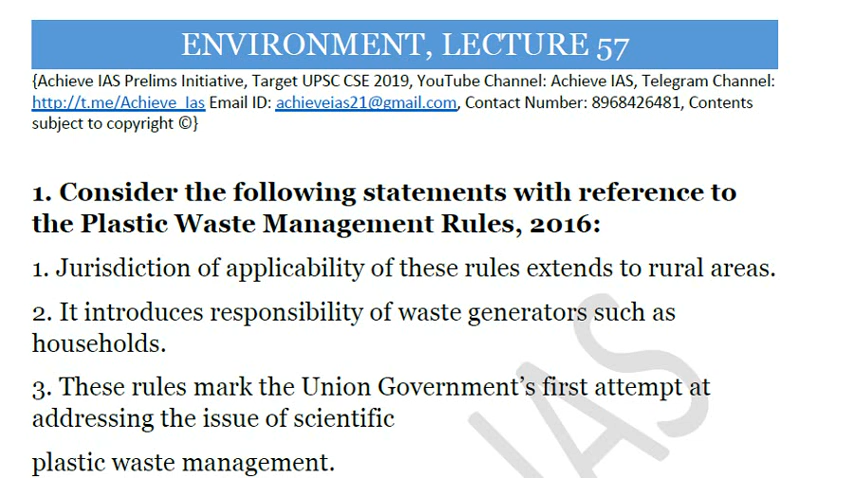 ENVIRONMENT, LECTURE 57
{Achieve IAS Prelims Initiative, Target UPSC CSE 2019, YouTube Channel: Achieve IAS, Telegram Channel:
http://t.me/Achieve_Ias Email ID: achieveias21@gmail.com, Contact Number: 8968426481, Contents
subject to copyright ©}
1. Consider the following statements with reference to
the Plastic Waste Management Rules, 2016:
1. Jurisdiction of applicability of these rules extends to rural areas.
2. It introduces responsibility of waste generators such as
households.
3. These rules mark the Union Government's first attempt at
addressing the issue of scientific
plastic waste management.
IAS